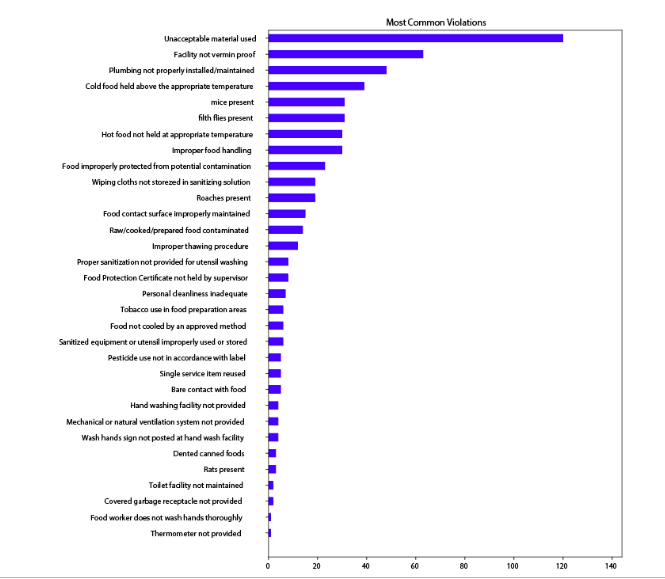 Most Common Violations
Unacceptable material used
Facility not vermin proof
Plumbing not properly installed/maintained
Cold food held above the appropriate temperature
mice present
filth flies present
Hot food not held at appropriate temperature
Improper food handling
Food improperly protected from potential contamination
Wiping cloths not storezed in sanitizing solution
Roaches present
Food contact surface improperly maintained
Raw/cooked/prepared food contaminated
Improper thawing procedure
Proper sanitization not provided for utensil washing
Food Protection Certificate not held by supervisor
Personal cleanliness inadequate
Tobacco use in food preparation areas
Food not cooled by an approved method
Sanitized equipment or utensil improperly used or stored
Pesticide use not in accordance with label
Single service item reused
Bare contact with food
Hand washing facility not provided
Mechanical or natural ventilation system not provided
Wash hands sign not posted at hand wash facility
Dented canned foods
Rats present
Toilet facility not maintained
Covered garbage receptacle not provided
Food worker does not wash hands thoroughly
Thermometer not provided
0 20 40 60 80 100 120 140